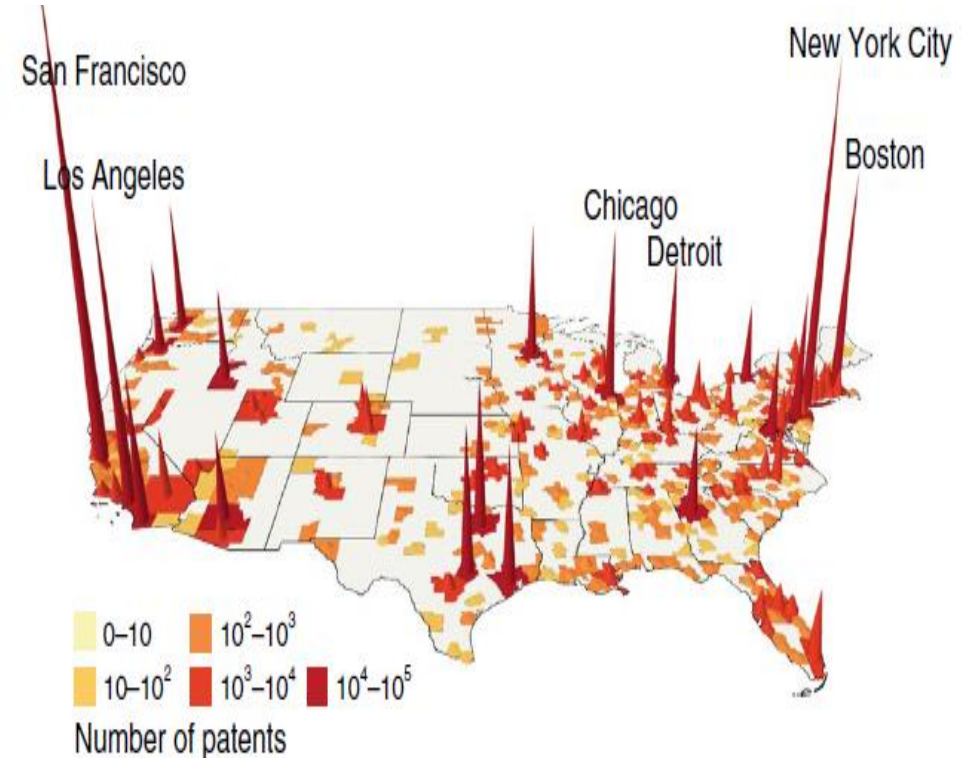 New York City
San Francisco
Boston
Los Angeles
Chicago
Detroit
0–10
10²–10³
10–10²
10³–10⁴
10⁴–10⁵
Number of patents